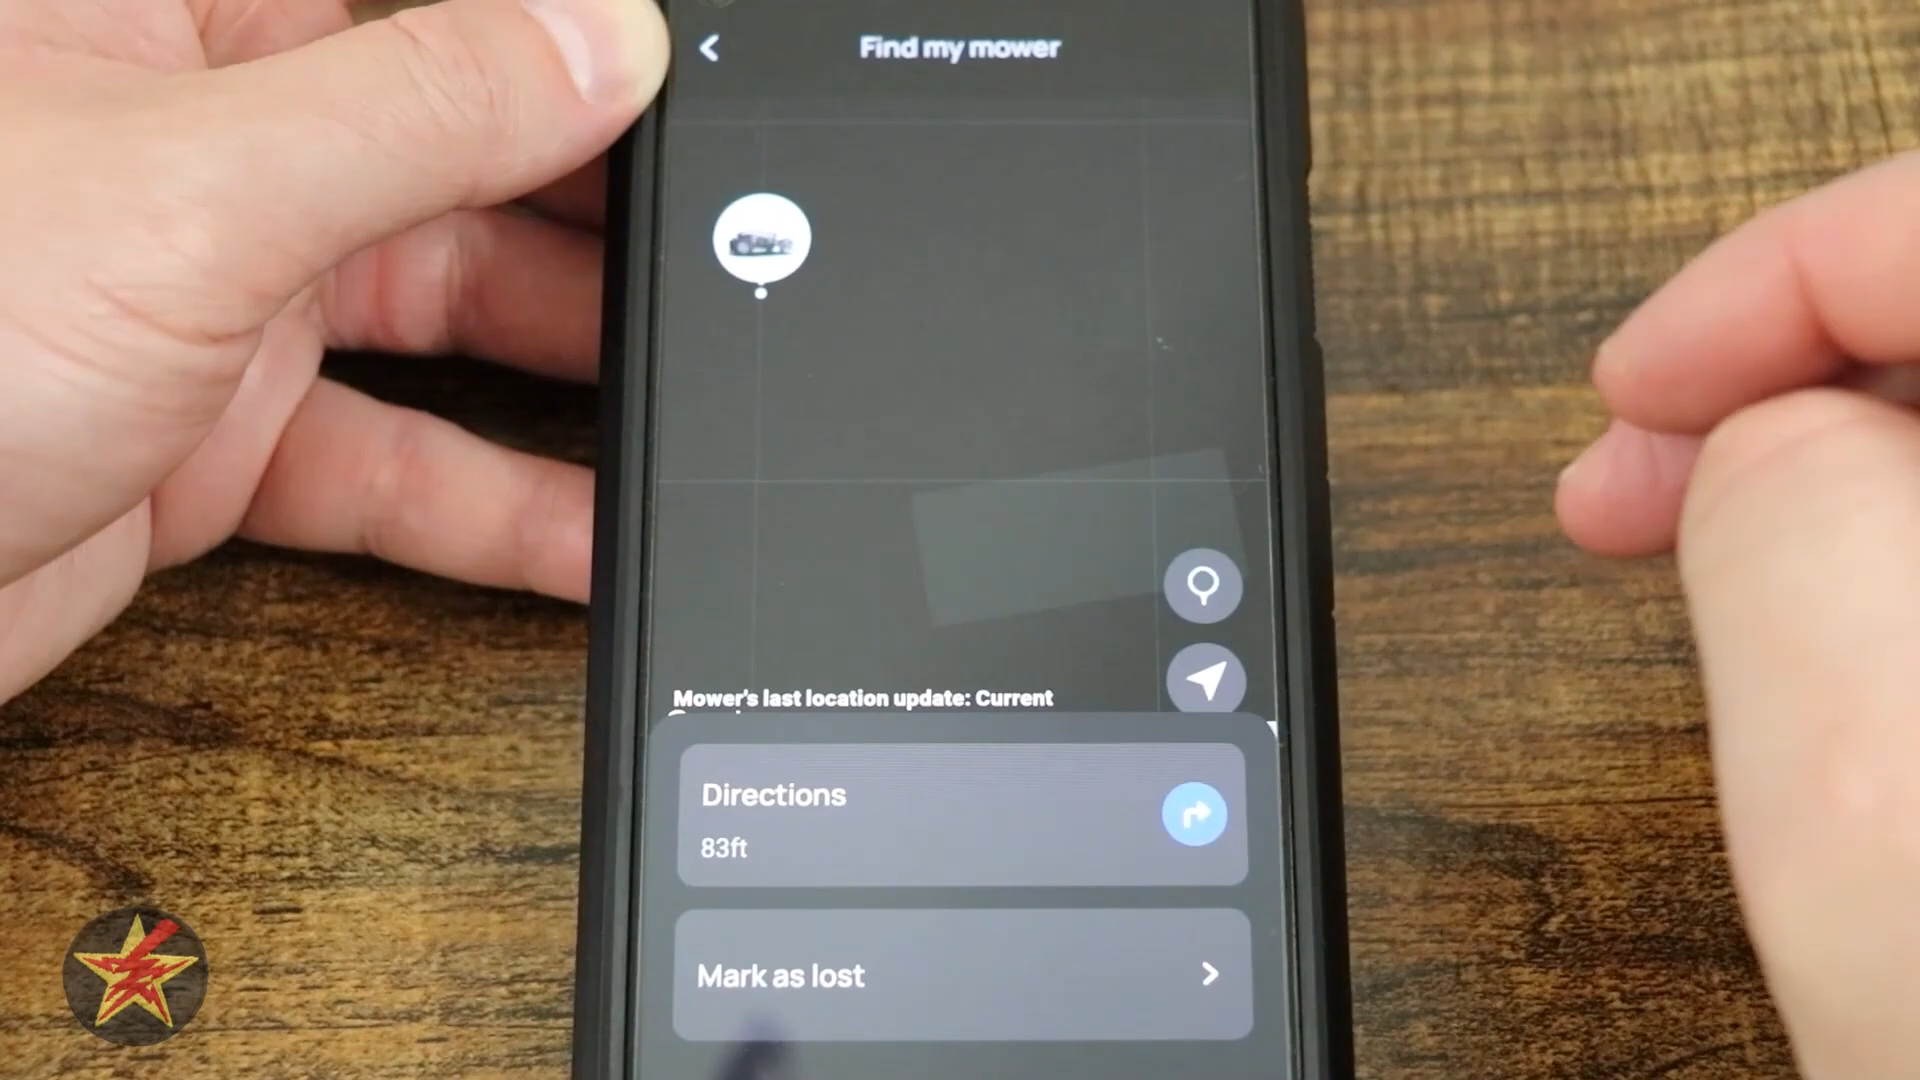 Find my mower
Mower's last location update: Current
Directions
83ft
Mark as lost